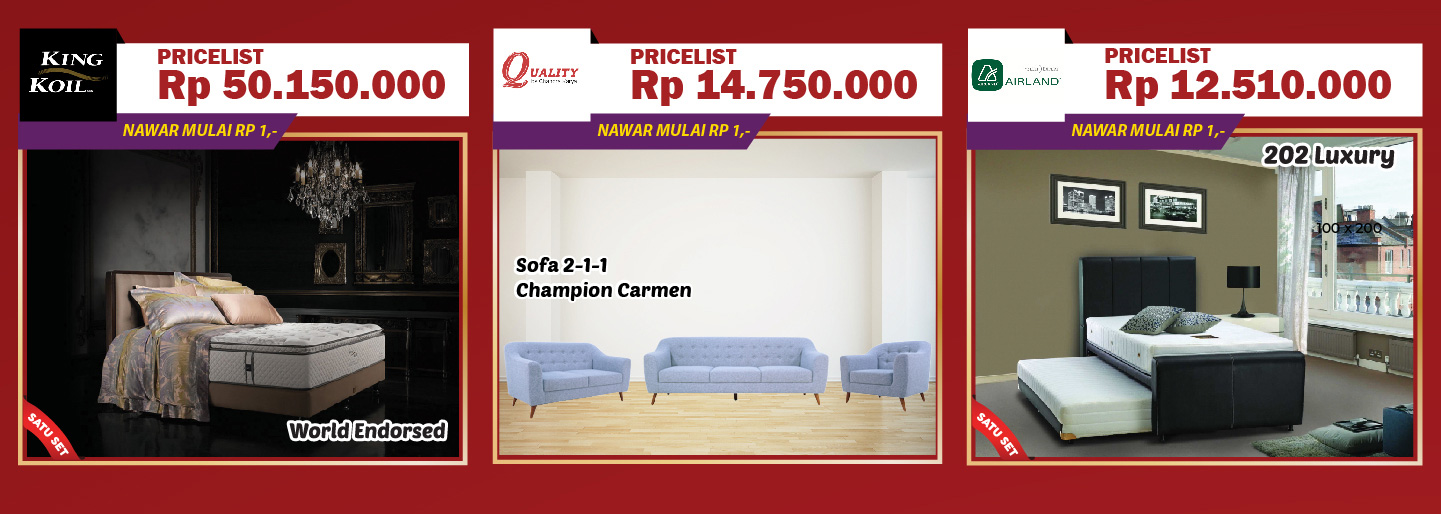 KING
KOIL
PRICELIST
Rp 50.150.000
NAWAR MULAI RP 1,-
World Endorsed
SATU SET
QUALITY
PRICELIST
Rp 14.750.000
NAWAR MULAI RP 1,-
Sofa 2-1-1
Champion Carmen
AIRLAND
PRICELIST
Rp 12.510.000
NAWAR MULAI RP 1,-
202 Luxury
100 x 200
SATU SET